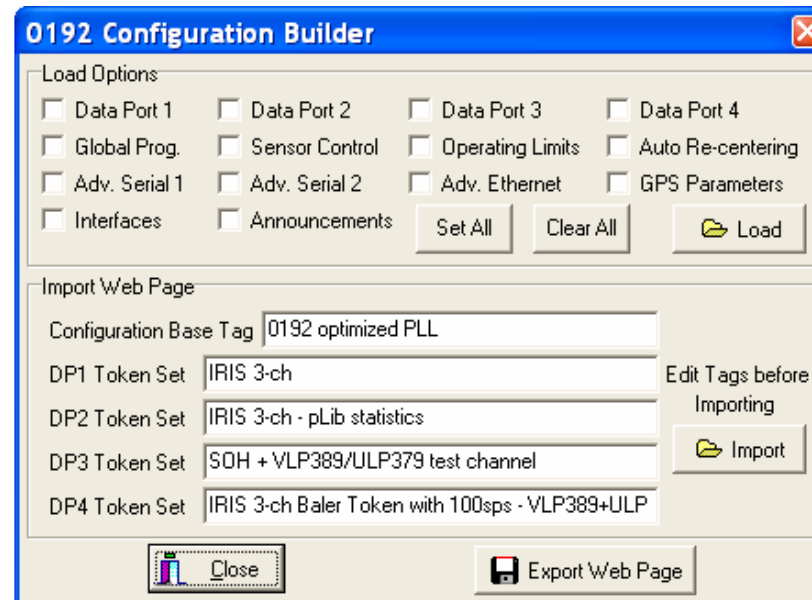 0192 Configuration Builder
Load Options
Data Port 1 Data Port 2 Data Port 3 Data Port 4
Global Prog. Sensor Control Operating Limits Auto Re-centering
Adv. Serial 1 Adv. Serial 2 Adv. Ethernet GPS Parameters
Interfaces Announcements Set All Clear All Load
Import Web Page
Configuration Base Tag 0192 optimized PLL
DP1 Token Set IRIS 3-ch
Edit Tags before
Importing
DP2 Token Set IRIS 3-ch - pLib statistics
DP3 Token Set SOH + VLP389/ULP379 test channel
Import
DP4 Token Set IRIS 3-ch Baler Token with 100sps - VLP389+ULP
Close Export Web Page